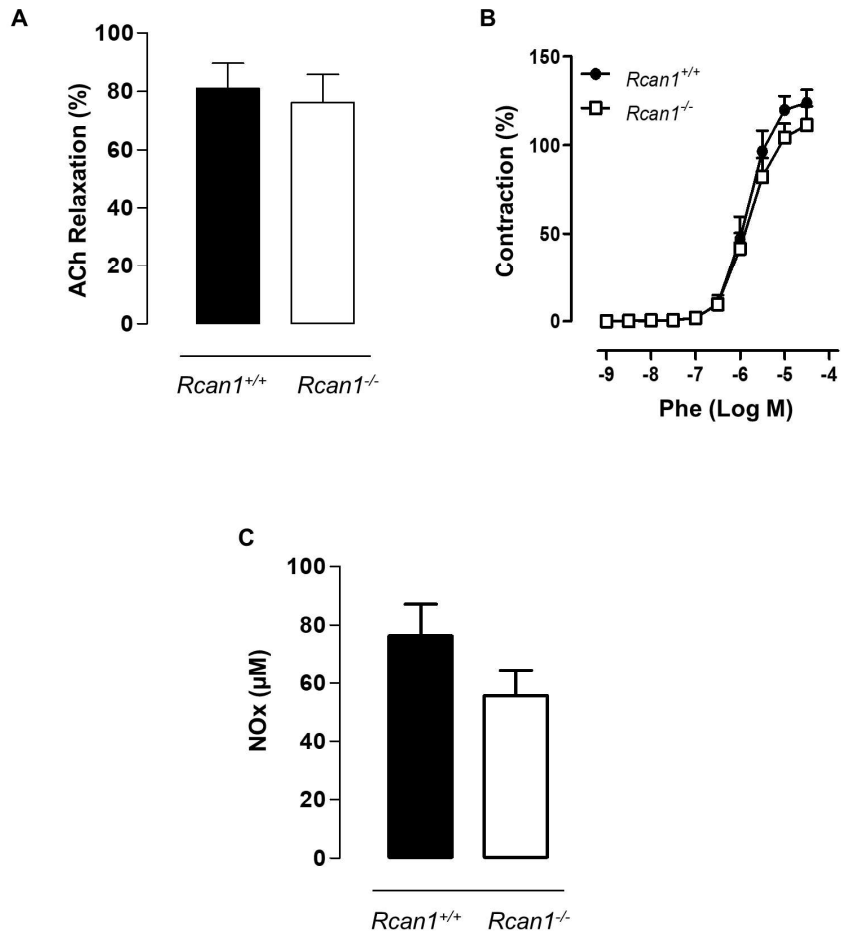 A
ACh Relaxation (%)
100
80
60
40
20
0
Rcan1+/+ Rcan1-/-
B
Contraction (%)
150
100
50
0
Rcan1+/+
Rcan1-/-
-9 -8 -7 -6 -5 -4
Phe (Log M)
C
NOx (µM)
100
80
60
40
20
0
Rcan1+/+ Rcan1-/-